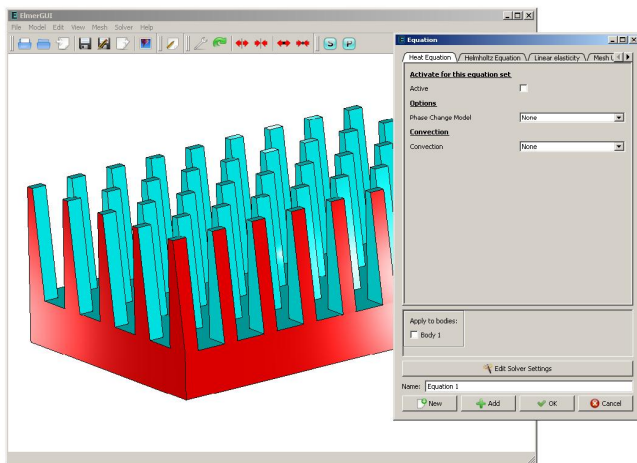 ElmerGUI
File Model Edit View Mesh Solver Help
S P
Equation
Heat Equation Helmholtz Equation Linear elasticity Mesh U
Activate for this equation set
Active
Options
Phase Change Model None
Convection
Convection None
Apply to bodies:
Body 1
Edit Solver Settings
Name: Equation 1
New Add OK Cancel